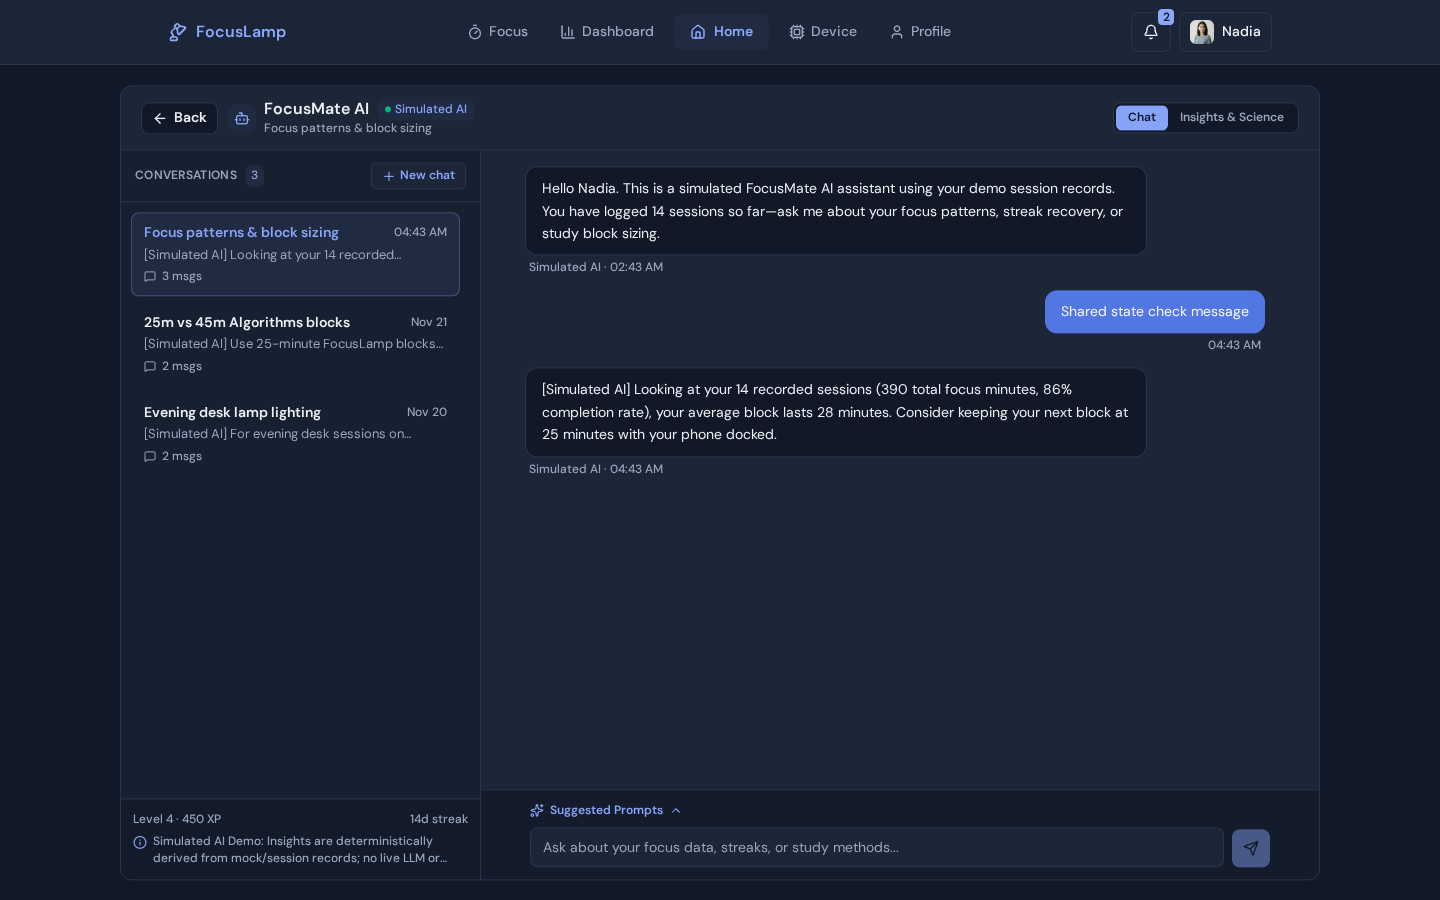 FocusLamp
Focus
Dashboard
Home
Device
Profile
2
Nadia
Back
FocusMate AI
Simulated AI
Focus patterns & block sizing
Chat
Insights & Science
CONVERSATIONS 3
New chat
Focus patterns & block sizing 04:43 AM
[Simulated AI] Looking at your 14 recorded...
3 msgs
25m vs 45m Algorithms blocks Nov 21
[Simulated AI] Use 25-minute FocusLamp blocks...
2 msgs
Evening desk lamp lighting Nov 20
[Simulated AI] For evening desk sessions on...
2 msgs
Level 4 · 450 XP 14d streak
Simulated AI Demo: Insights are deterministically
derived from mock/session records; no live LLM or...
Hello Nadia. This is a simulated FocusMate AI assistant using your demo session records.
You have logged 14 sessions so far—ask me about your focus patterns, streak recovery, or
study block sizing.
Simulated AI · 02:43 AM
Shared state check message
04:43 AM
[Simulated AI] Looking at your 14 recorded sessions (390 total focus minutes, 86%
completion rate), your average block lasts 28 minutes. Consider keeping your next block at
25 minutes with your phone docked.
Simulated AI · 04:43 AM
Suggested Prompts
Ask about your focus data, streaks, or study methods...